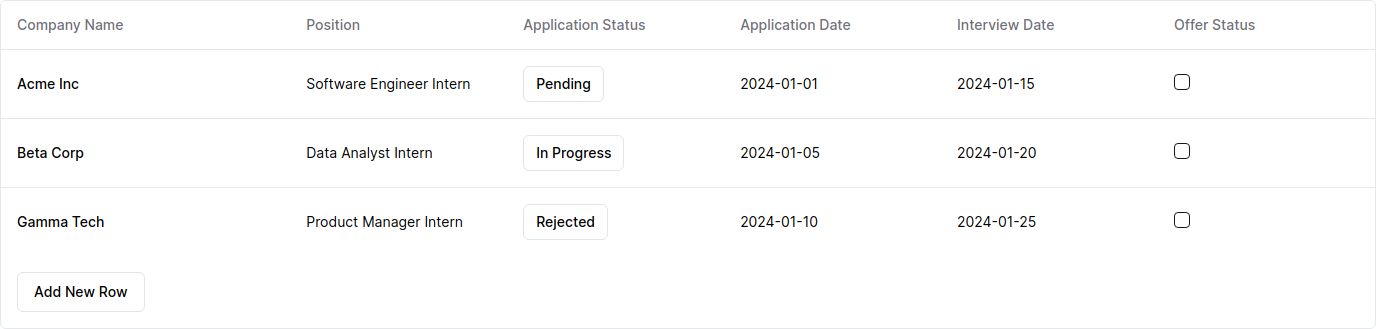 Company Name Position Application Status Application Date Interview Date Offer Status
Acme Inc Software Engineer Intern Pending 2024-01-01 2024-01-15
Beta Corp Data Analyst Intern In Progress 2024-01-05 2024-01-20
Gamma Tech Product Manager Intern Rejected 2024-01-10 2024-01-25
Add New Row